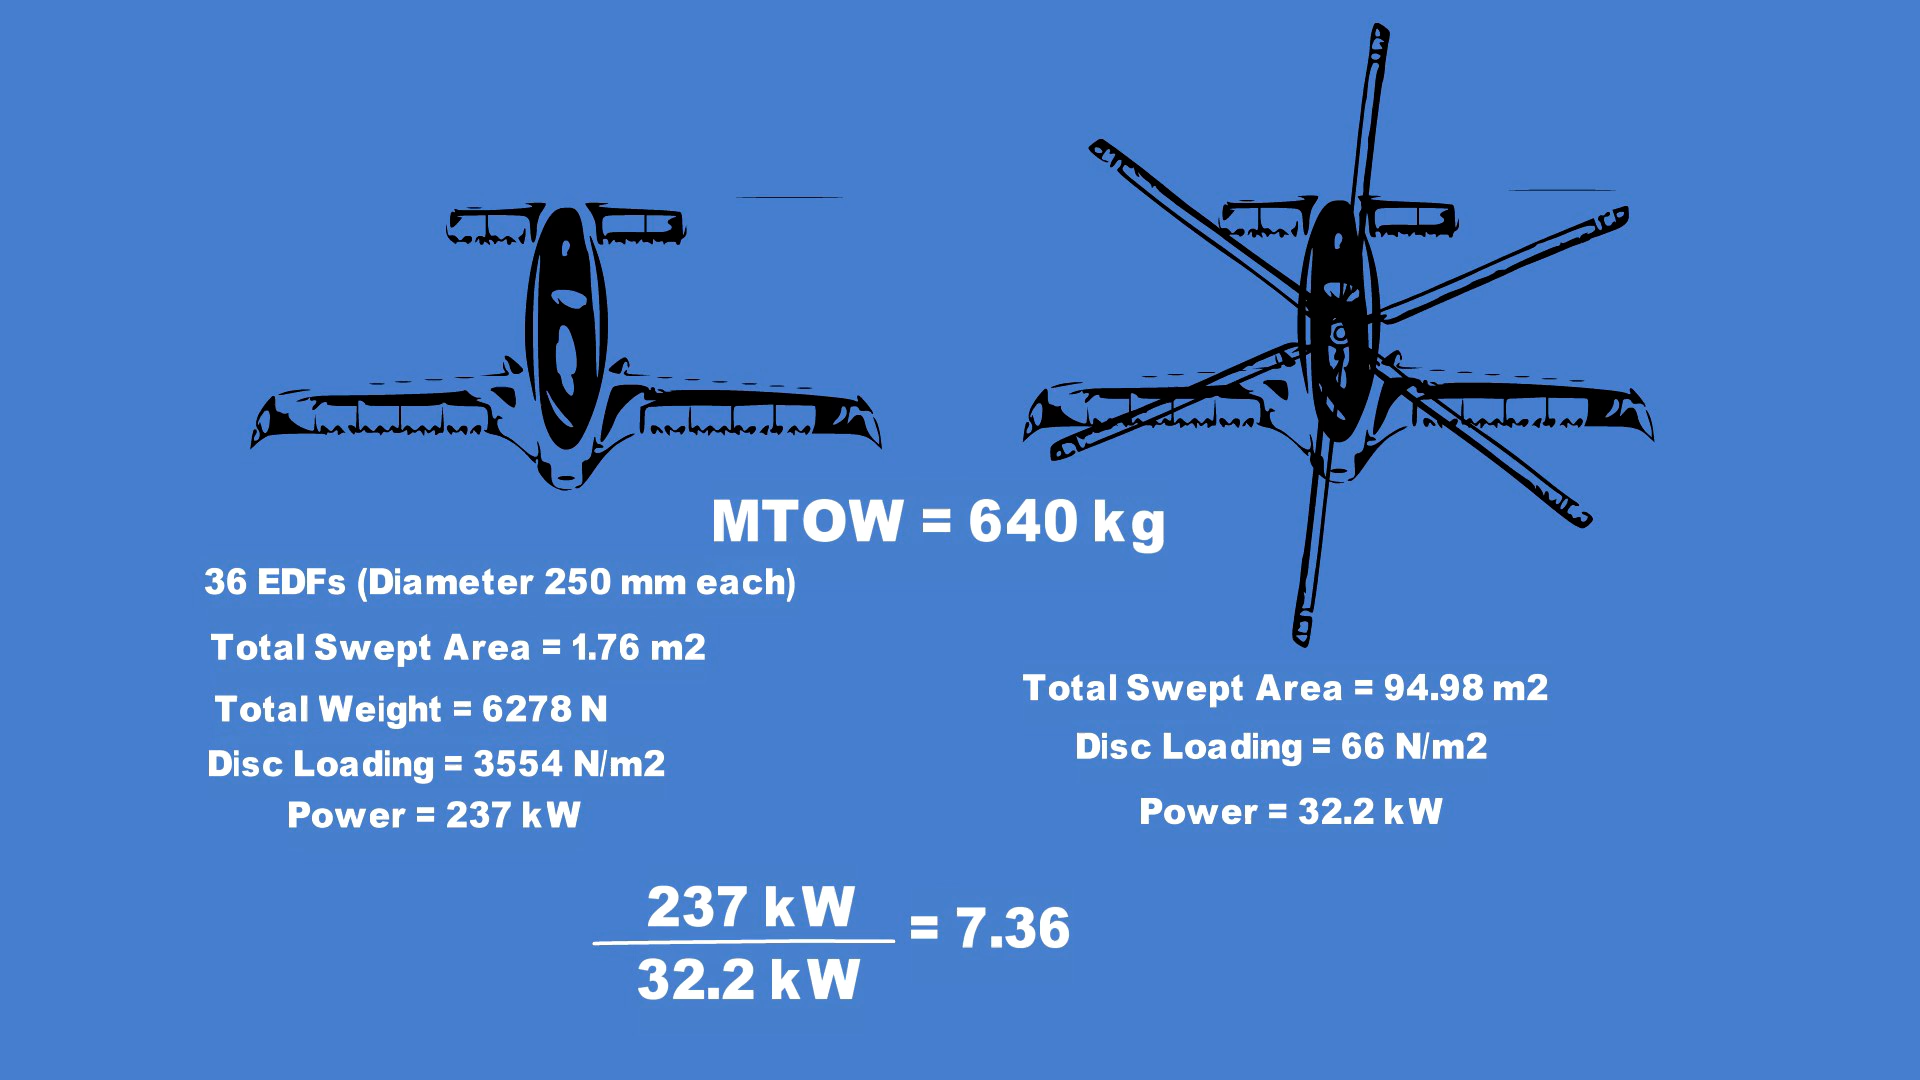 MTOW = 640 kg
36 EDFs (Diameter 250 mm each)
Total Swept Area = 1.76 m2
Total Weight = 6278 N
Disc Loading = 3554 N/m2
Power = 237 kW
Total Swept Area = 94.98 m2
Disc Loading = 66 N/m2
Power = 32.2 kW
237 kW
= 7.36
32.2 kW